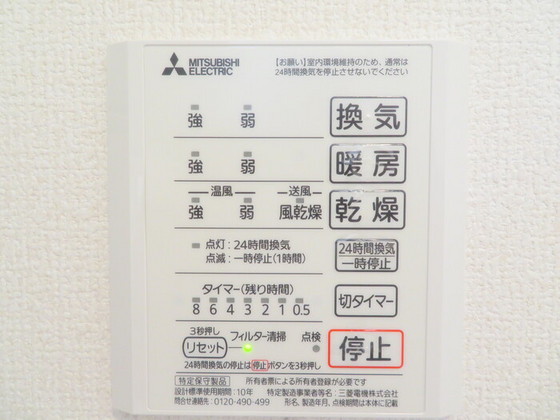 MITSUBISHI
ELECTRIC
【お願い】室内環境維持のため、通常は
24時間換気を停止させないでください
強 弱 換気
強 弱 暖房
温風 送風
強 弱 風乾燥 乾燥
点灯:24時間換気
点滅:一時停止(1時間)
24時間換気
一時停止
タイマー(残り時間)
8 6 4 3 2 1 0.5
切タイマー
3秒押し
リセット フィルター清掃 点検
停止
24時間換気の停止は停止ボタンを3秒押し
特定保守製品 所有者票による所有者登録が必要です
設計標準使用期間:10年 特定製造事業者等名:三菱電機株式会社
問合せ連絡先:0120-490-499 形名、製造年月、点検期間は本体に記載